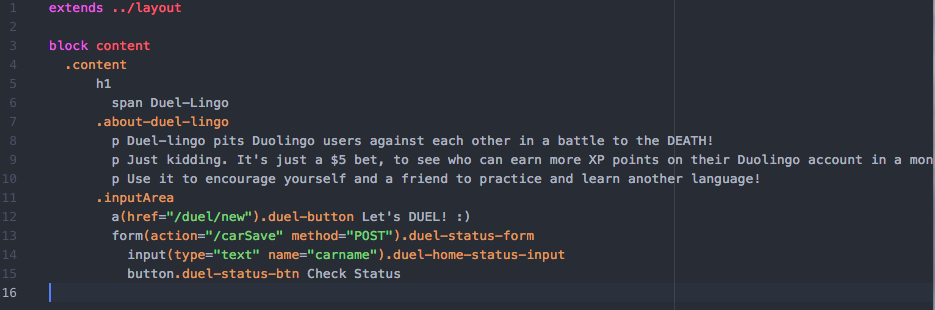 1 extends ../layout
2
3 block content
4 .content
5 h1
6 span Duel-Lingo
7 .about-duel-lingo
8 p Duel-lingo pits Duolingo users against each other in a battle to the DEATH!
9 p Just kidding. It's just a $5 bet, to see who can earn more XP points on their Duolingo account in a mon
10 p Use it to encourage yourself and a friend to practice and learn another language!
11 .inputArea
12 a(href="/duel/new").duel-button Let's DUEL! :)
13 form(action="/carSave" method="POST").duel-status-form
14 input(type="text" name="carname").duel-home-status-input
15 button.duel-status-btn Check Status
16